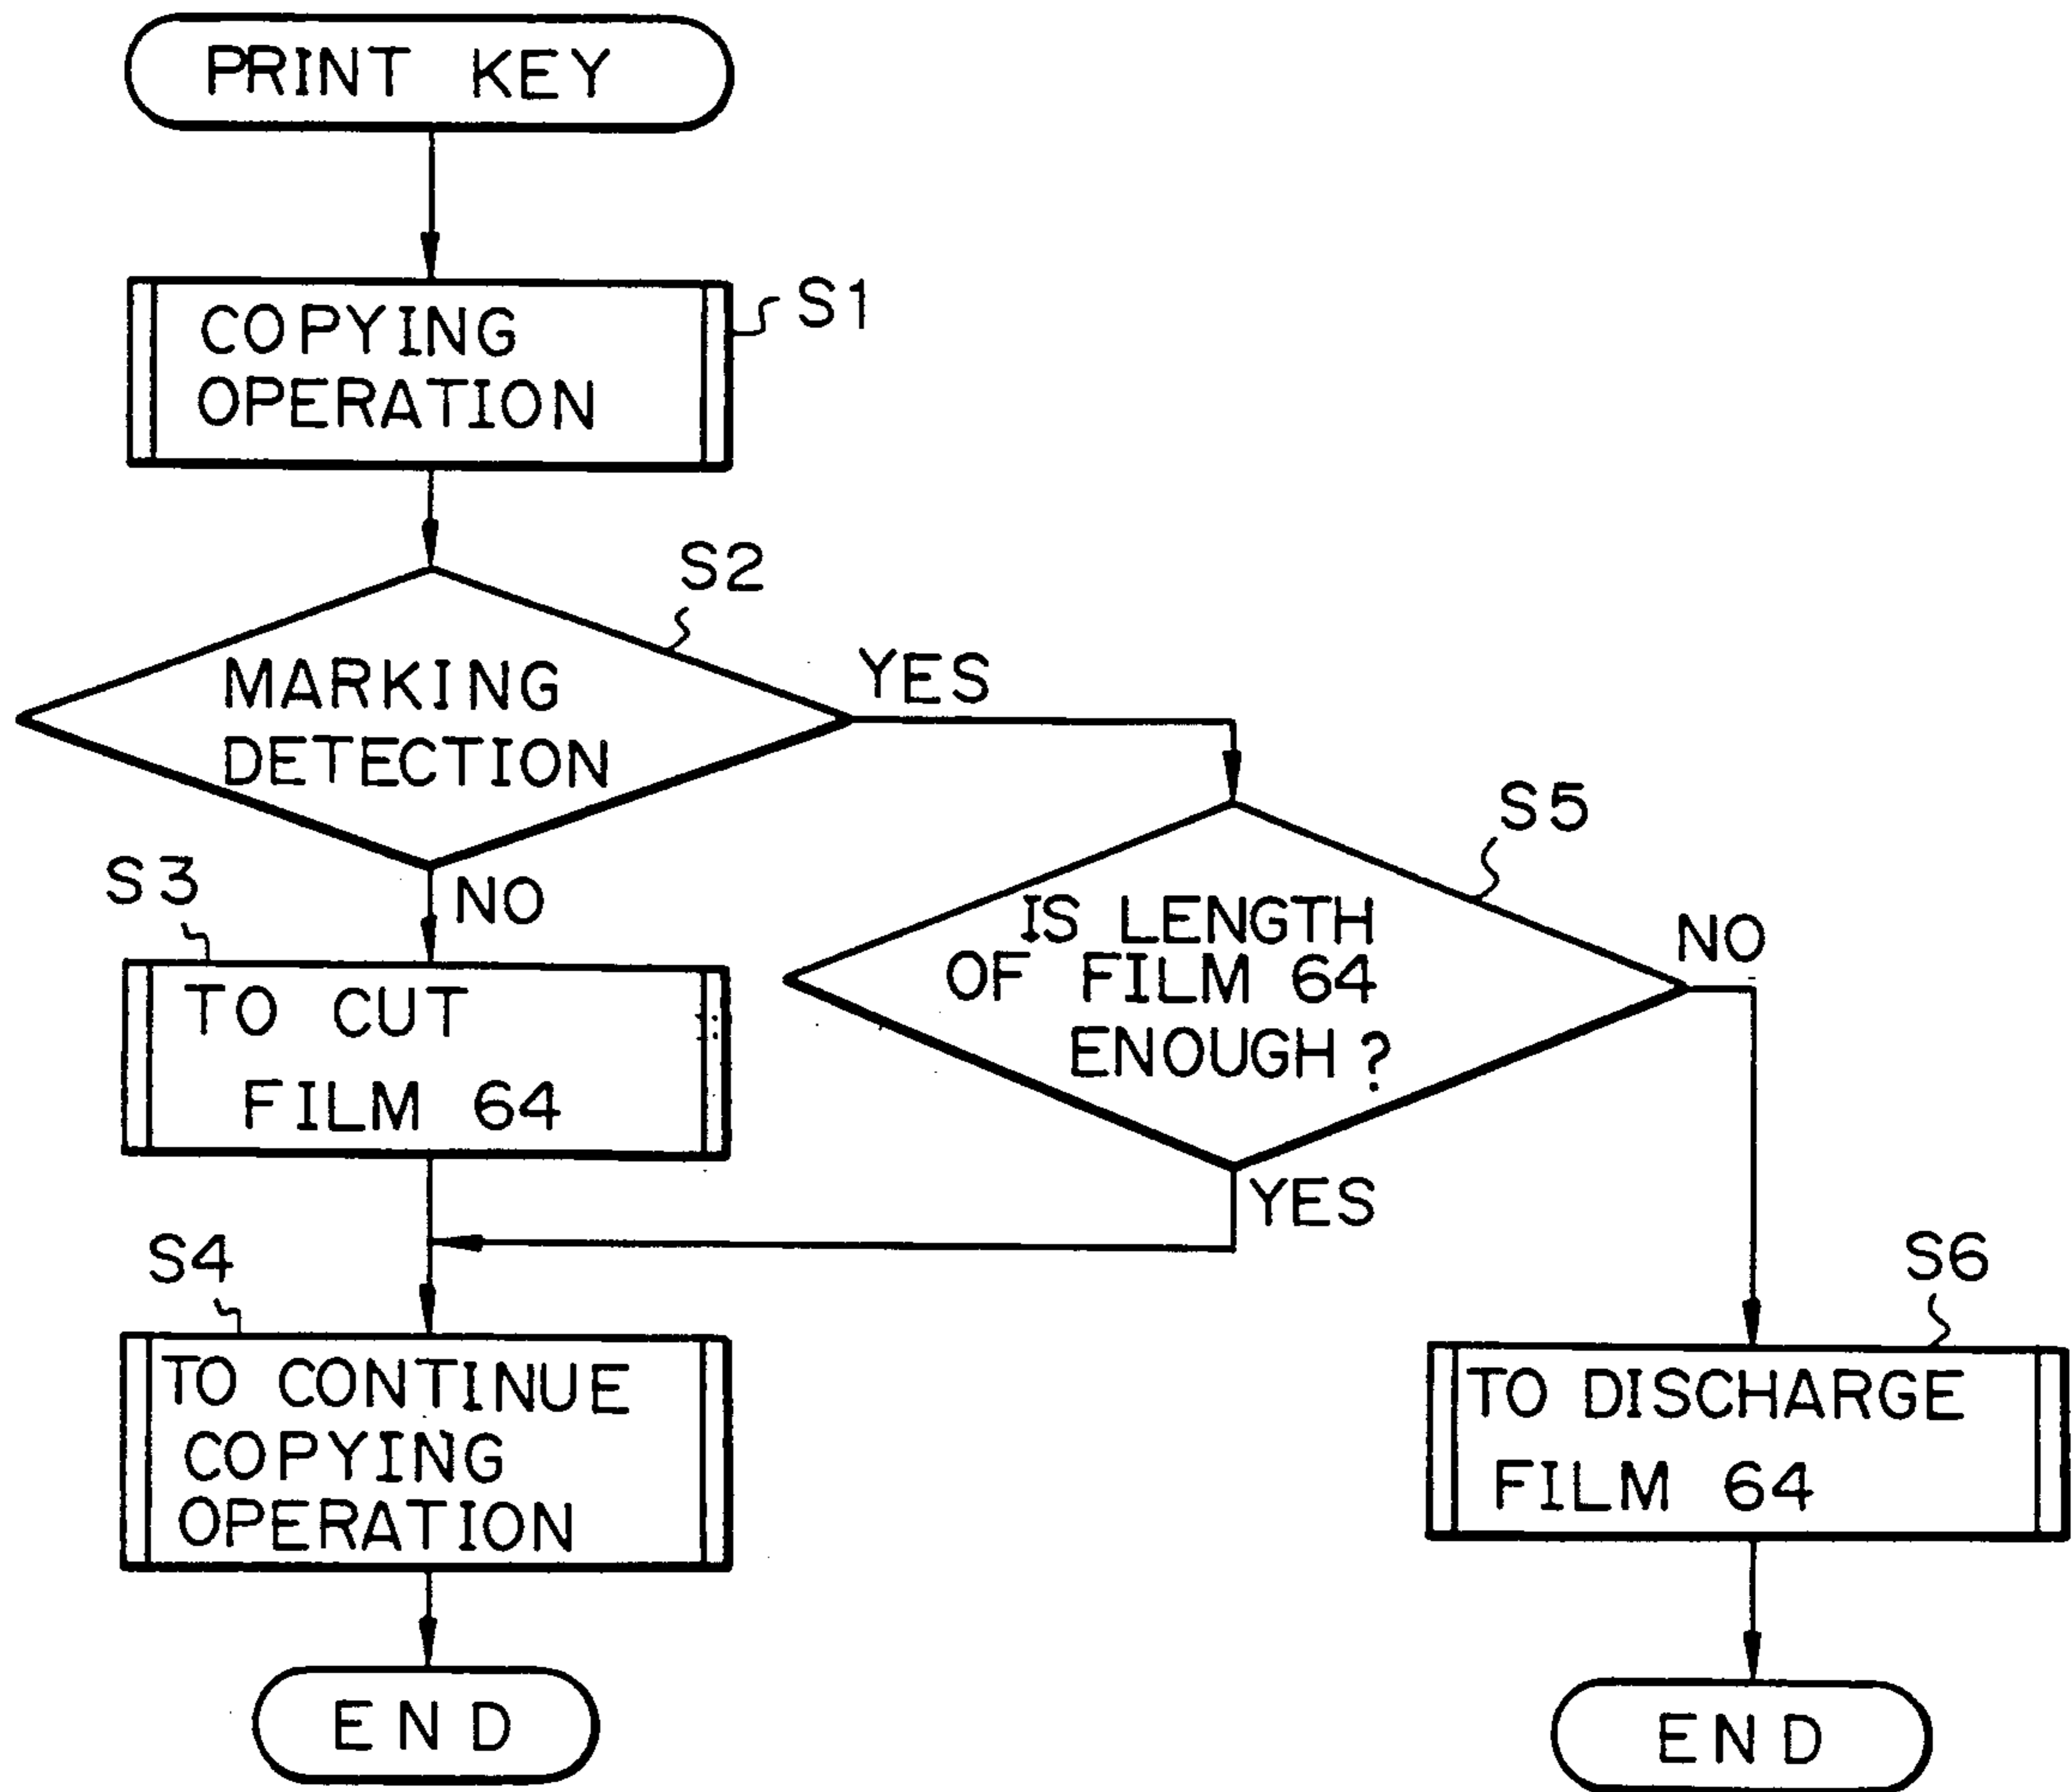 PRINT KEY
COPYING
OPERATION
S1
S2
MARKING
DETECTION
YES
NO
S3
TO CUT
FILM 64
S5
IS LENGTH
OF FILM 64
ENOUGH?
NO
YES
S4
TO CONTINUE
COPYING
OPERATION
S6
TO DISCHARGE
FILM 64
END
END